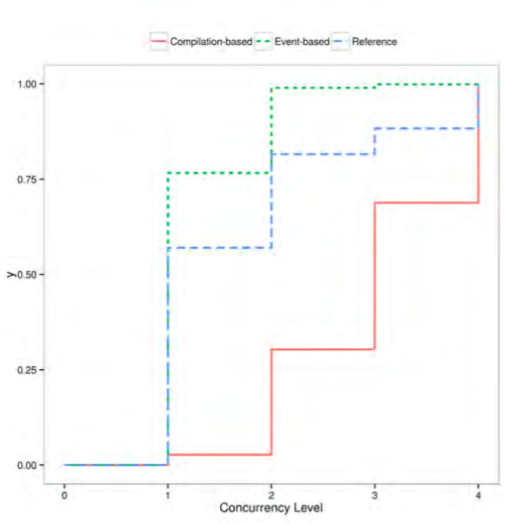 Compilation-based Event-based Reference
1.00
0.75
y
0.50
0.25
0.00
0 1 2 3 4
Concurrency Level